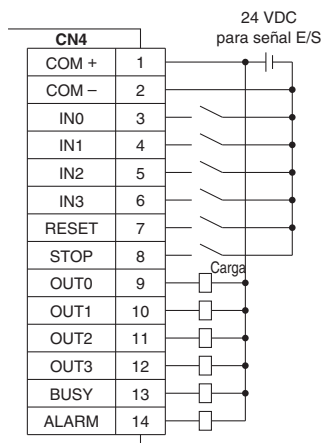 24 VDC
para señal E/S
CN4
COM + 1
COM – 2
IN0 3
IN1 4
IN2 5
IN3 6
RESET 7
STOP 8
Carga
OUT0 9
OUT1 10
OUT2 11
OUT3 12
BUSY 13
ALARM 14